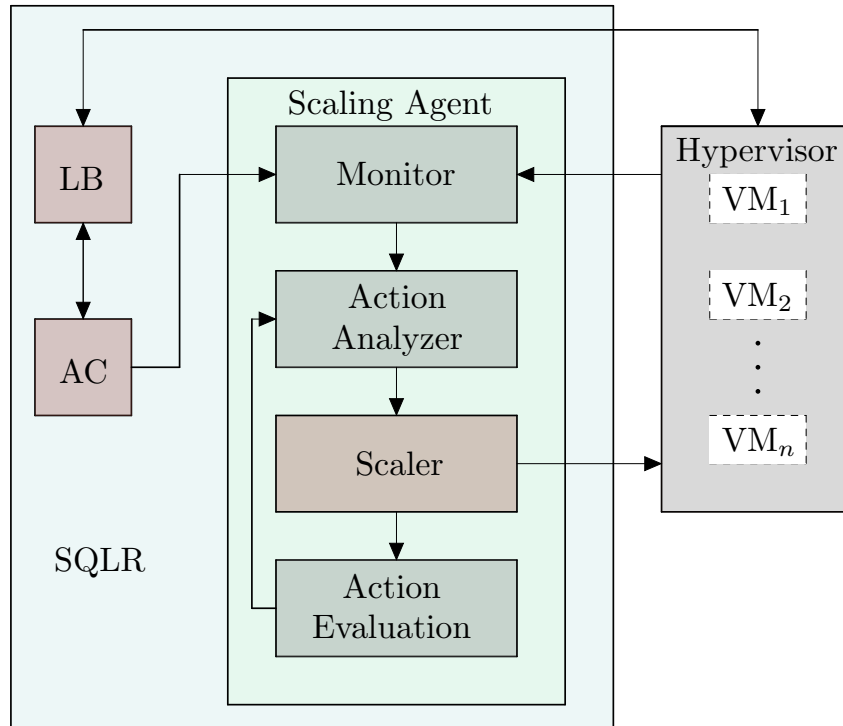 Scaling Agent
LB
Monitor
Hypervisor
VM₁
Action
Analyzer
VM₂
AC
Scaler
VMₙ
SQLR
Action
Evaluation